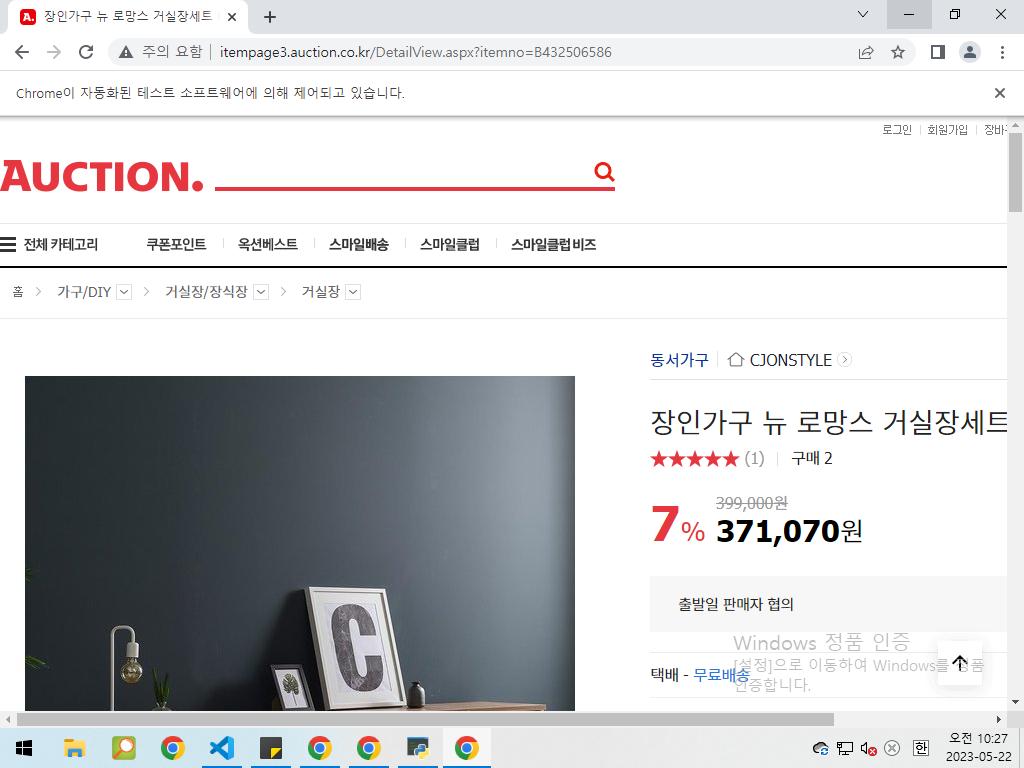 장인가구 뉴 로망스 거실장세트
주의 요함
itempage3.auction.co.kr/DetailView.aspx?itemno=B432506586
Chrome이 자동화된 테스트 소프트웨어에 의해 제어되고 있습니다.
로그인 회원가입 장바구
AUCTION.
전체 카테고리 쿠폰포인트 옥션베스트 스마일배송 스마일클럽 스마일클럽 비즈
홈 가구/DIY 거실장/장식장 거실장
동서가구 CJONSTYLE
장인가구 뉴 로망스 거실장세트
(1) 구매 2
399,000원
7% 371,070원
출발일 판매자 협의
Windows 정품 인증
택배 - 무료배송
[설정]으로 이동하여 Windows를 정품
인증합니다.
C
한
오전 10:27
2023-05-22